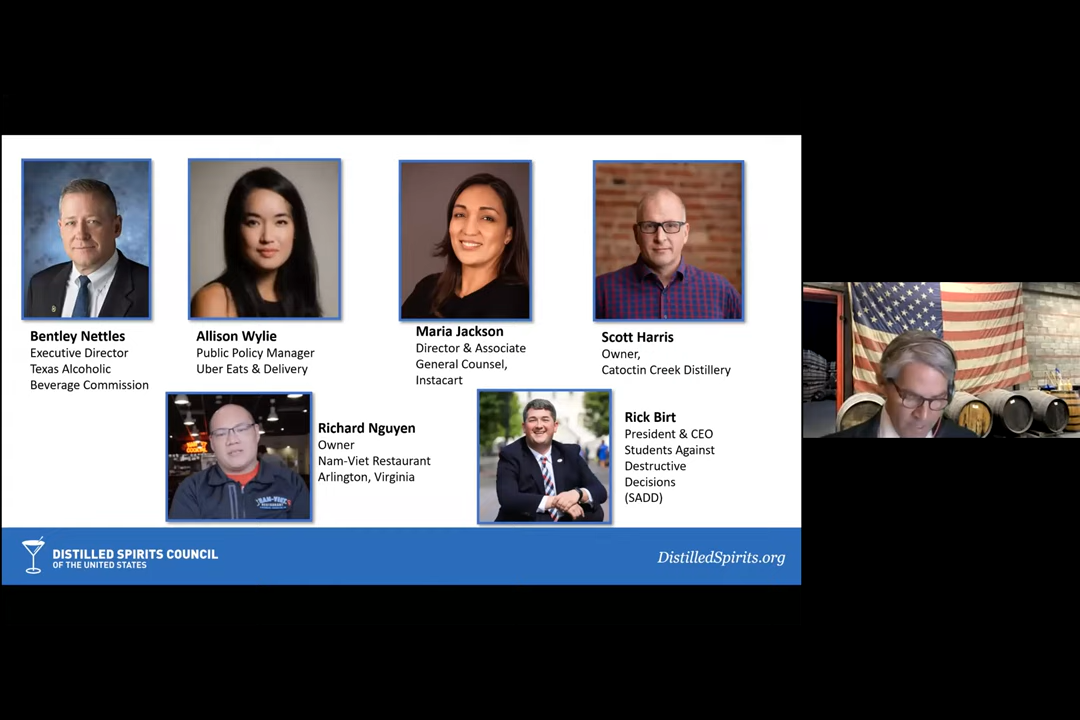 Bentley Nettles
Executive Director
Texas Alcoholic
Beverage Commission
Allison Wylie
Public Policy Manager
Uber Eats & Delivery
Maria Jackson
Director & Associate
General Counsel,
Instacart
Scott Harris
Owner,
Catoctin Creek Distillery
Richard Nguyen
Owner
Nam-Viet Restaurant
Arlington, Virginia
Rick Birt
President & CEO
Students Against
Destructive
Decisions
(SADD)
DISTILLED SPIRITS COUNCIL
OF THE UNITED STATES
DistilledSpirits.org